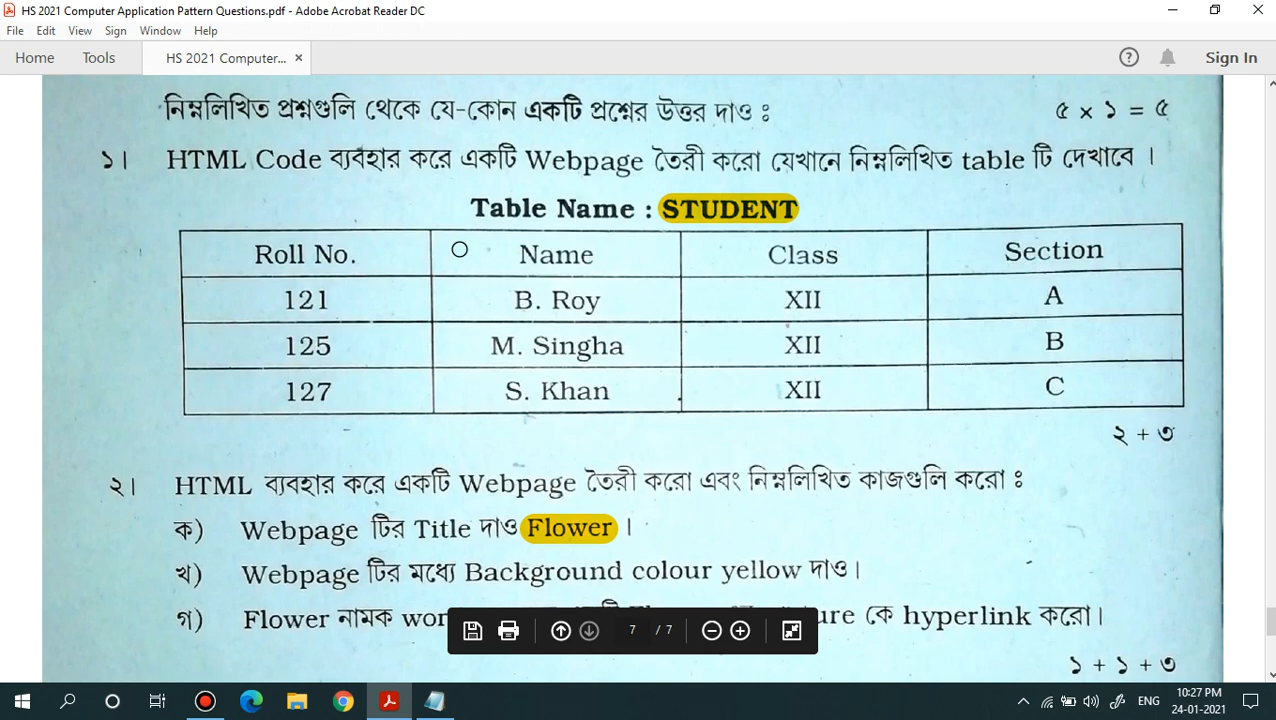 HS 2021 Computer Application Pattern Questions.pdf - Adobe Acrobat Reader DC
File Edit View Sign Window Help
Home Tools HS 2021 Computer... × Sign In
নিম্নলিখিত প্রশ্নগুলি থেকে যে-কোন একটি প্রশ্নের উত্তর দাও ঃ ৫ × ১ = ৫
১। HTML Code ব্যবহার করে একটি Webpage তৈরী করো যেখানে নিম্নলিখিত table টি দেখাবে ।
Table Name : STUDENT
Roll No. Name Class Section
121 B. Roy XII A
125 M. Singha XII B
127 S. Khan XII C
২ + ৩
২। HTML ব্যবহার করে একটি Webpage তৈরী করো এবং নিম্নলিখিত কাজগুলি করো ঃ
ক) Webpage টির Title দাও Flower ।
খ) Webpage টির মধ্যে Background colour yellow দাও।
গ) Flower নামক কে hyperlink করো।
7 / 7
১ + ১ + ৩
ENG
10:27 PM
24-01-2021